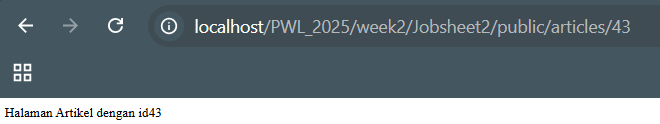 localhost/PWL_2025/week2/Jobsheet2/public/articles/43
Halaman Artikel dengan id43